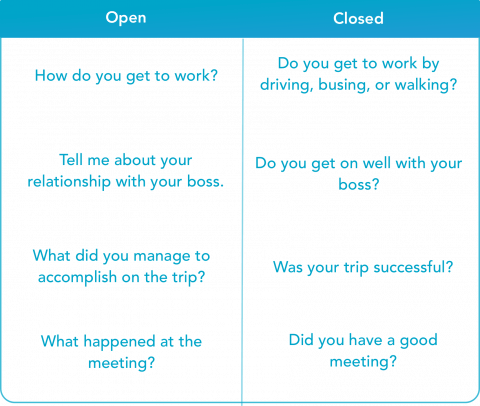 Open
Closed
How do you get to work?
Do you get to work by
driving, busing, or walking?
Tell me about your
relationship with your boss.
Do you get on well with your
boss?
What did you manage to
accomplish on the trip?
Was your trip successful?
What happened at the
meeting?
Did you have a good
meeting?